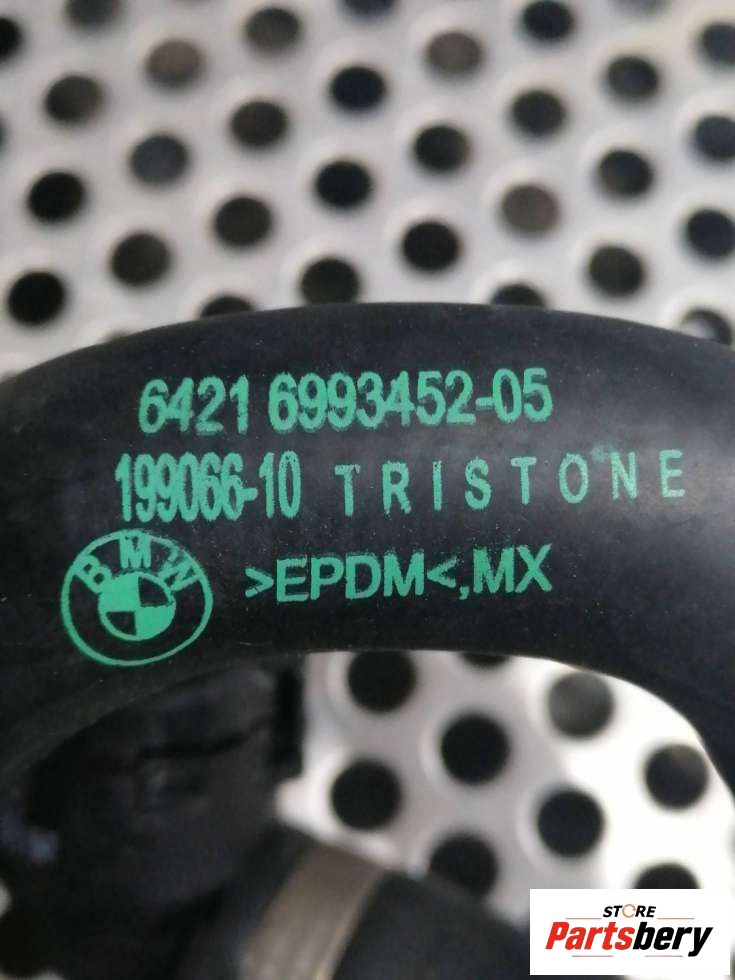 6421 6993452-05
199066-10 TRISTONE
BMW
>EPDM<,MX
STORE
Partsbery